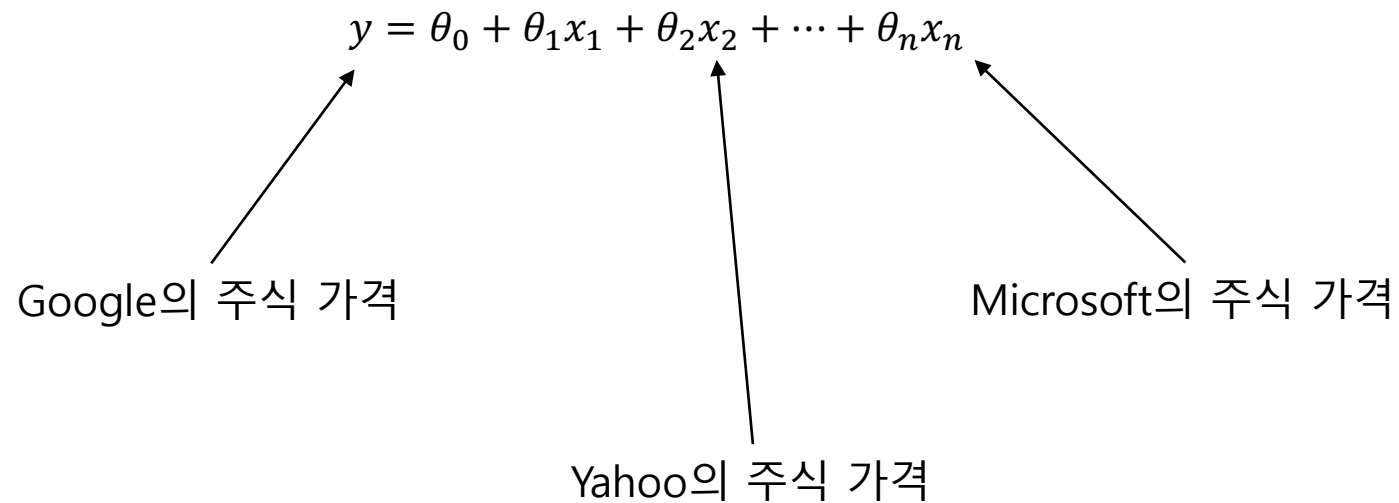 𝑦 = 𝜃₀ + 𝜃₁𝑥₁ + 𝜃₂𝑥₂ + ⋯ + 𝜃ₙ𝑥ₙ
Google의 주식 가격
Microsoft의 주식 가격
Yahoo의 주식 가격